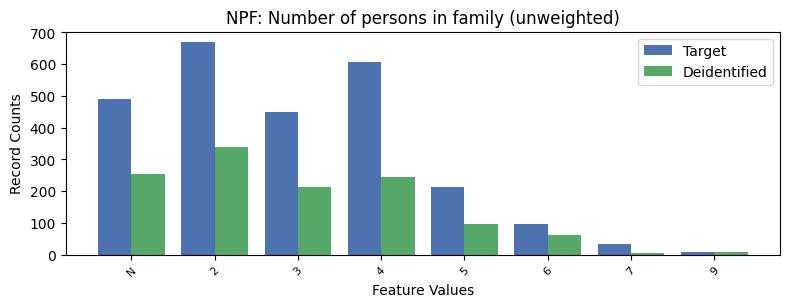 NPF: Number of persons in family (unweighted)
700
600
500
400
300
200
100
0
Record Counts
Target
Deidentified
N 2 3 4 5 6 7 9
Feature Values